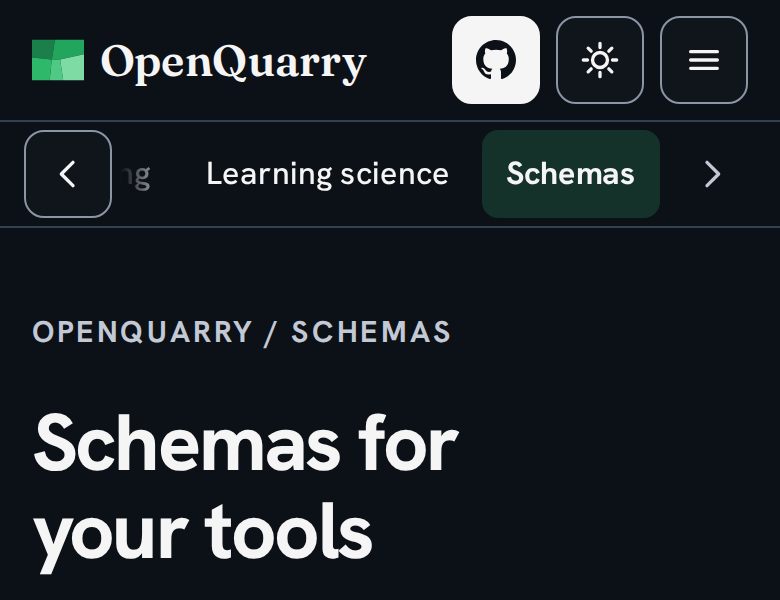 OpenQuarry
Learning science
Schemas
OPENQUARRY / SCHEMAS
Schemas for
your tools